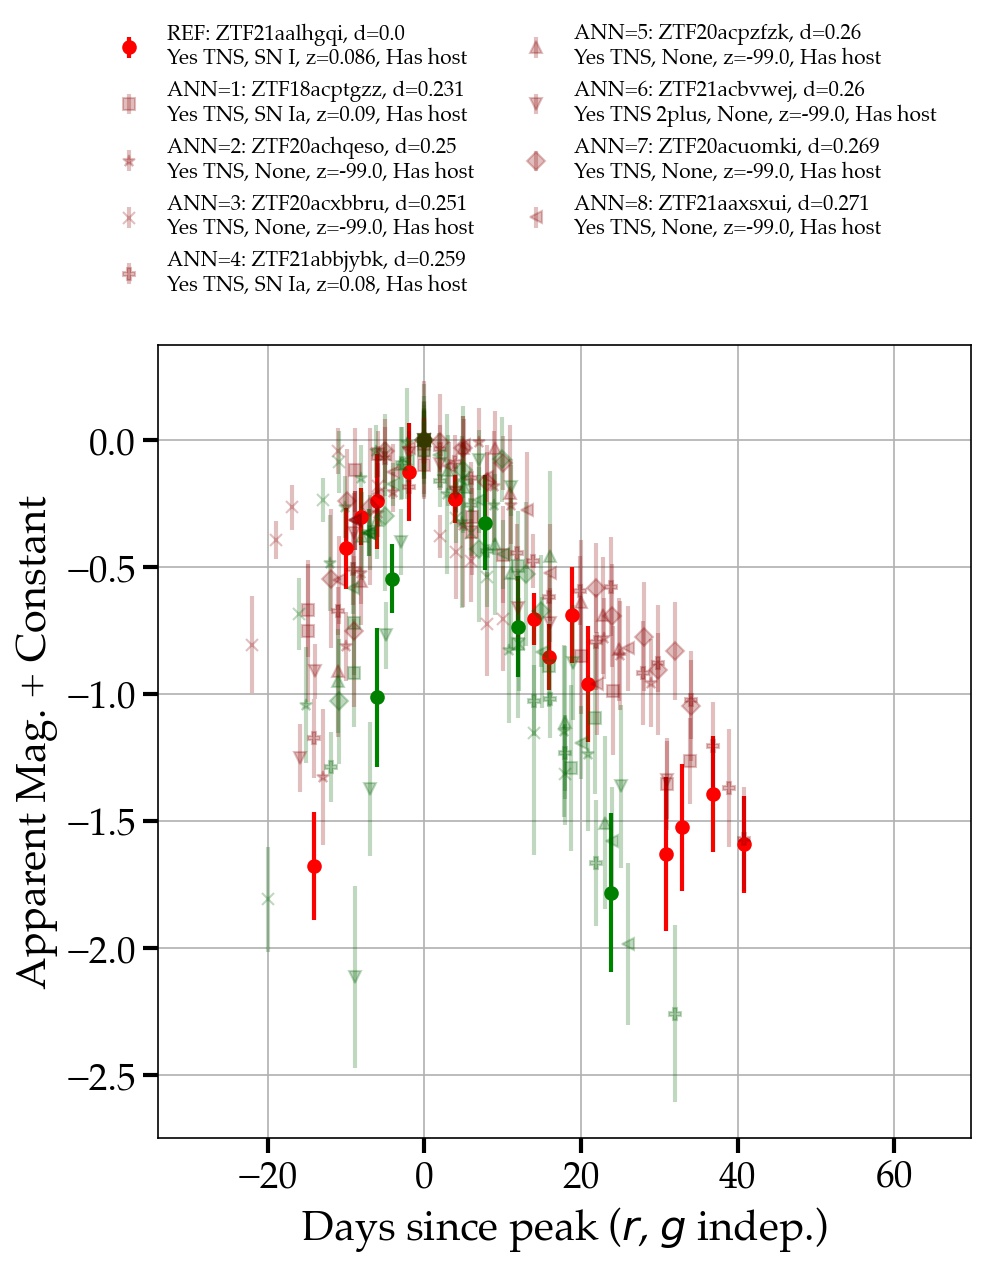 REF: ZTF21aalhgqi, d=0.0
Yes TNS, SN I, z=0.086, Has host
ANN=1: ZTF18acptgzz, d=0.231
Yes TNS, SN Ia, z=0.09, Has host
ANN=2: ZTF20achqeso, d=0.25
Yes TNS, None, z=-99.0, Has host
ANN=3: ZTF20acxbbru, d=0.251
Yes TNS, None, z=-99.0, Has host
ANN=4: ZTF21abbjybk, d=0.259
Yes TNS, SN Ia, z=0.08, Has host
ANN=5: ZTF20acpzfzk, d=0.26
Yes TNS, None, z=-99.0, Has host
ANN=6: ZTF21acbvwej, d=0.26
Yes TNS 2plus, None, z=-99.0, Has host
ANN=7: ZTF20acuomki, d=0.269
Yes TNS, None, z=-99.0, Has host
ANN=8: ZTF21aaxsxui, d=0.271
Yes TNS, None, z=-99.0, Has host
Apparent Mag. + Constant
0.0
−0.5
−1.0
−1.5
−2.0
−2.5
−20 0 20 40 60
Days since peak (r, g indep.)